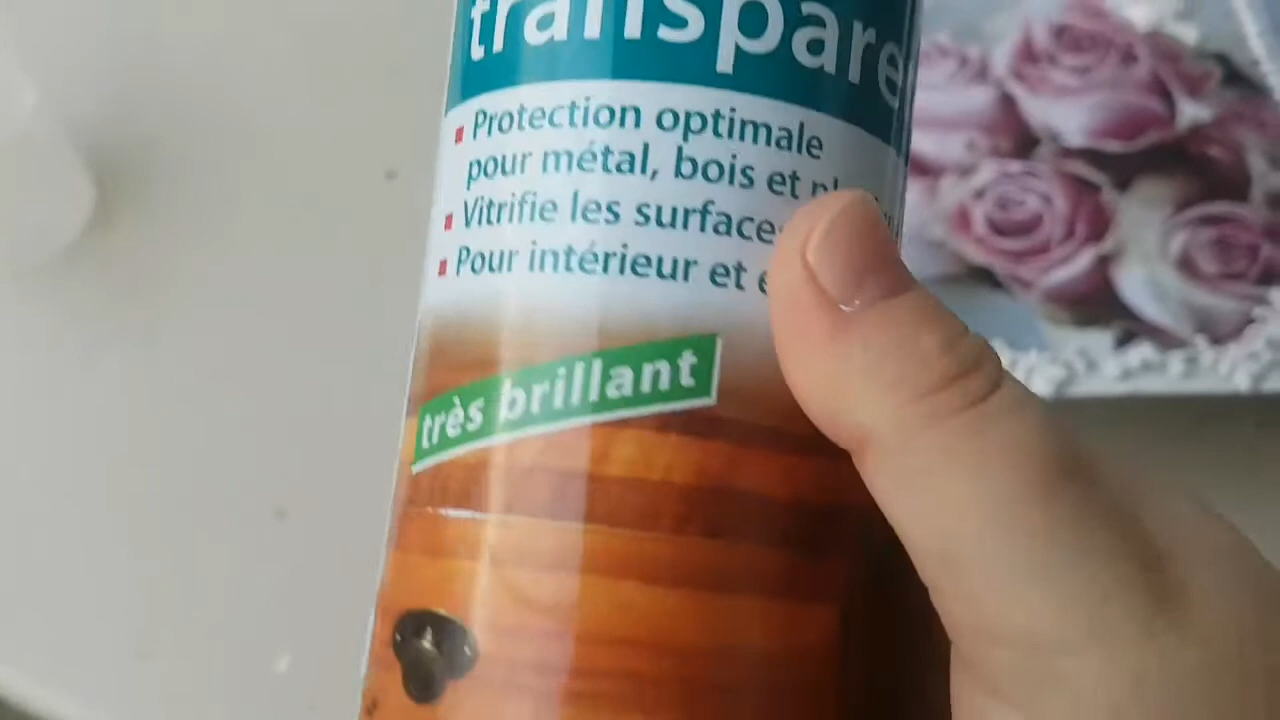 transpare
Protection optimale
pour métal, bois et
Vitrifie les surfaces
Pour intérieur et
très brillant